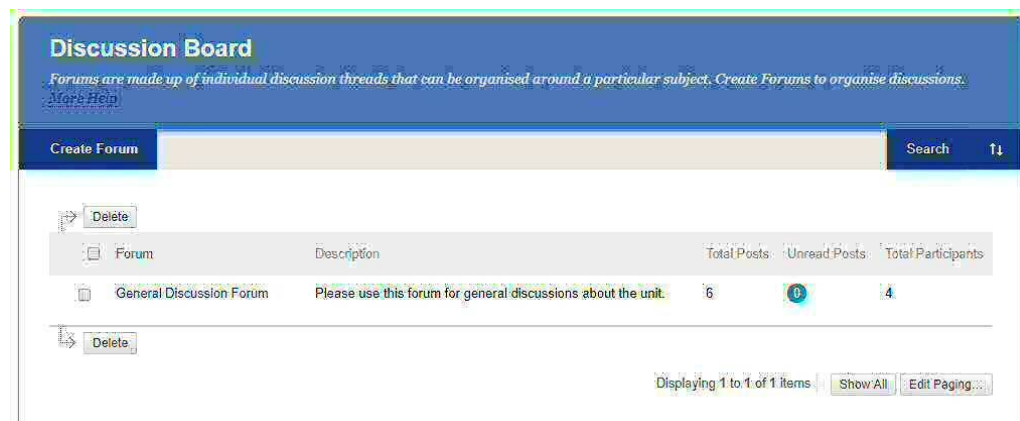 Discussion Board
Forums are made up of individual discussion threads that can be organised around a particular subject. Create Forums to organise discussions.
More Help
Create Forum Search
Delete
Forum Description Total Posts Unread Posts Total Participants
General Discussion Forum Please use this forum for general discussions about the unit. 6 0 4
Delete
Displaying 1 to 1 of 1 items Show All Edit Paging...